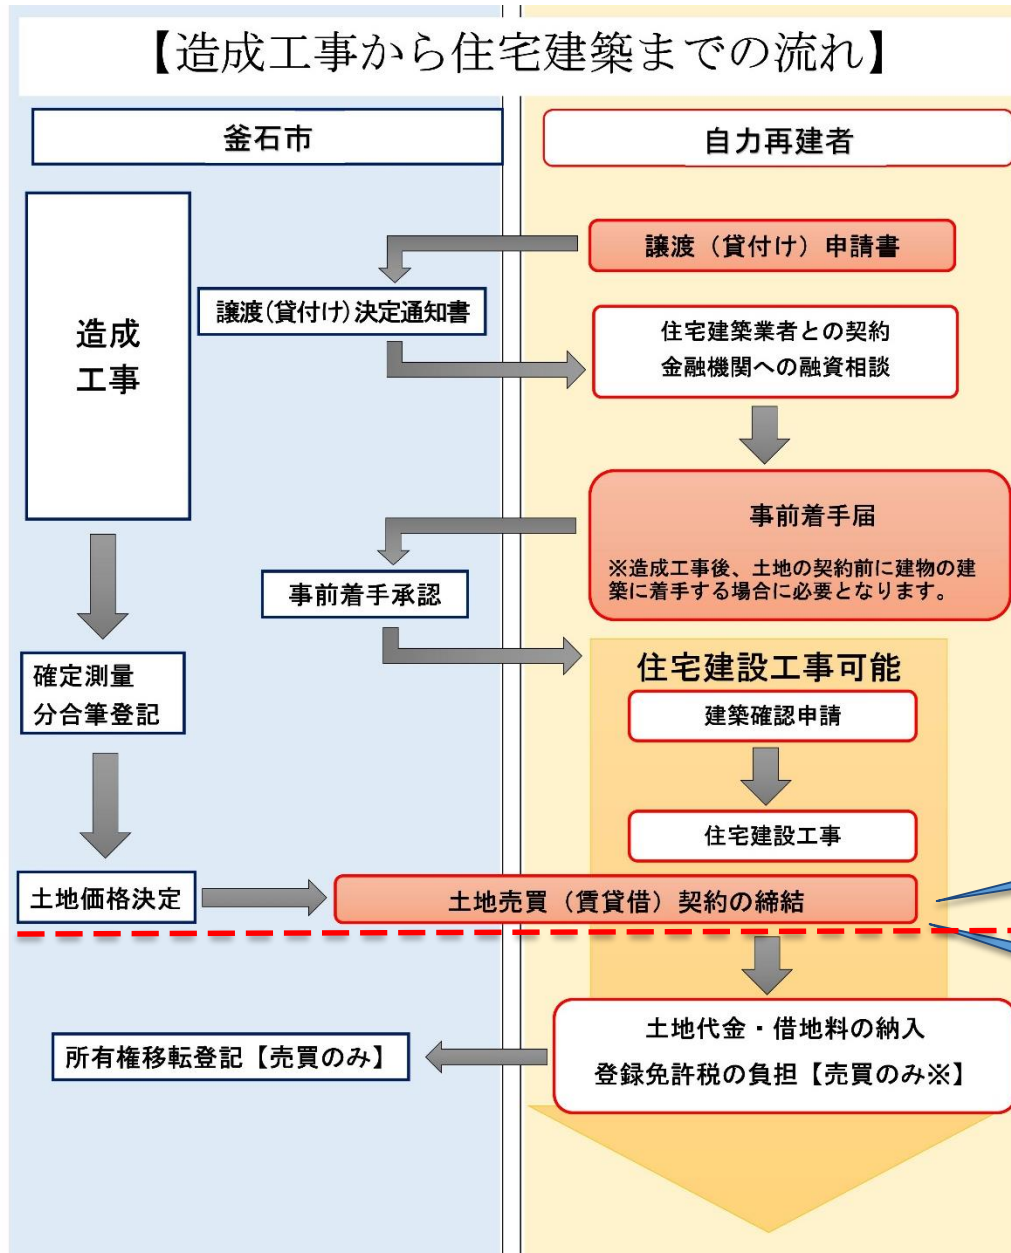 【造成工事から住宅建築までの流れ】
釜石市
自力再建者
造成
工事
譲渡（貸付け）申請書
譲渡(貸付け)決定通知書
住宅建築業者との契約
金融機関への融資相談
事前着手届
※造成工事後、土地の契約前に建物の建
築に着手する場合に必要となります。
事前着手承認
確定測量
分合筆登記
住宅建設工事可能
建築確認申請
住宅建設工事
土地価格決定
土地売買（賃貸借）契約の締結
土地代金・借地料の納入
登録免許税の負担【売買のみ※】
所有権移転登記【売買のみ】